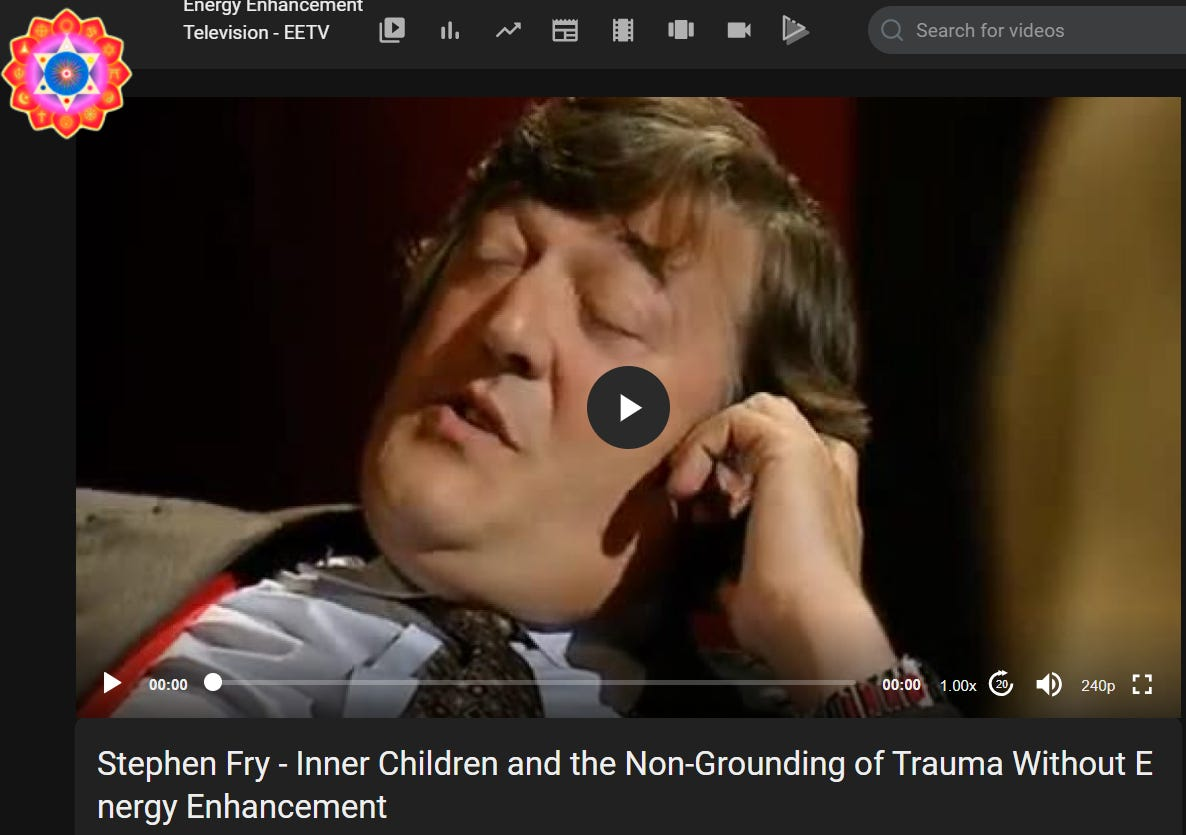 Energy Enhancement
Television - EETV
Search for videos
00:00
00:00
1.00x
20
240p
Stephen Fry - Inner Children and the Non-Grounding of Trauma Without E
nergy Enhancement